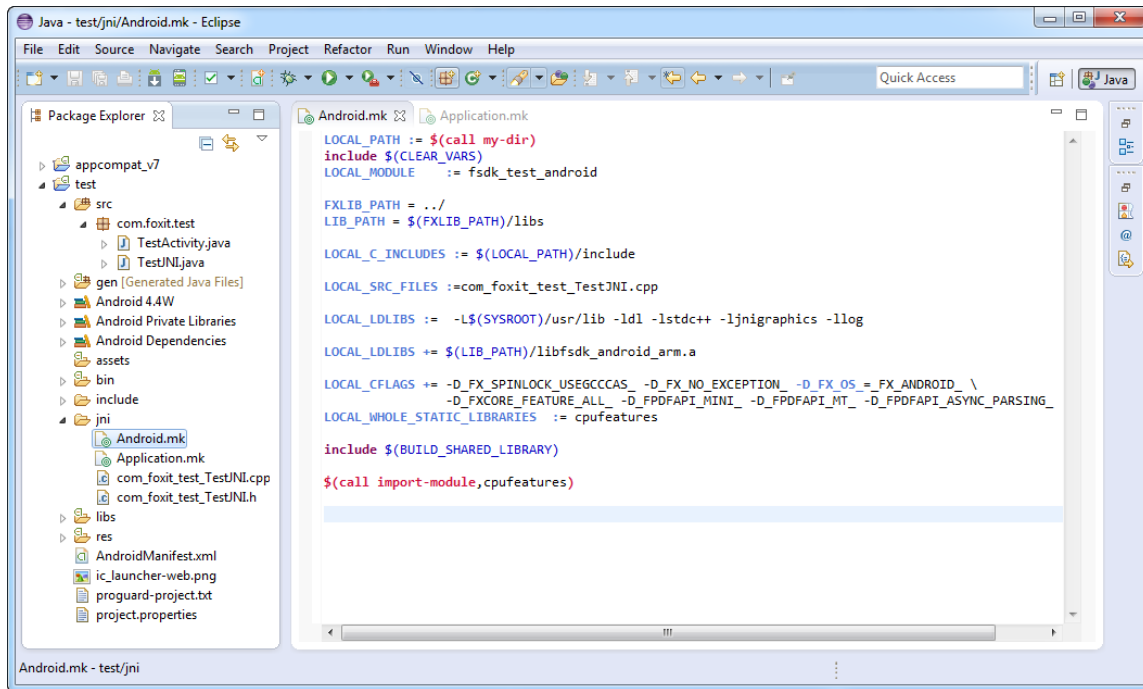 Java - test/jni/Android.mk - Eclipse
File Edit Source Navigate Search Project Refactor Run Window Help
Quick Access
Java
Package Explorer
appcompat_v7
test
src
com.foxit.test
TestActivity.java
TestJNI.java
gen [Generated Java Files]
Android 4.4W
Android Private Libraries
Android Dependencies
assets
bin
include
jni
Android.mk
Application.mk
com_foxit_test_TestJNI.cpp
com_foxit_test_TestJNI.h
libs
res
AndroidManifest.xml
ic_launcher-web.png
proguard-project.txt
project.properties
Android.mk Application.mk
LOCAL_PATH := $(call my-dir)
include $(CLEAR_VARS)
LOCAL_MODULE    := fsdk_test_android
FXLIB_PATH = ../
LIB_PATH = $(FXLIB_PATH)/libs
LOCAL_C_INCLUDES := $(LOCAL_PATH)/include
LOCAL_SRC_FILES :=com_foxit_test_TestJNI.cpp
LOCAL_LDLIBS :=  -L$(SYSROOT)/usr/lib -ldl -lstdc++ -ljnigraphics -llog
LOCAL_LDLIBS += $(LIB_PATH)/libfsdk_android_arm.a
LOCAL_CFLAGS += -D_FX_SPINLOCK_USEGCCCAS_ -D_FX_NO_EXCEPTION_ -D_FX_OS_=_FX_ANDROID_ \
-D_FXCORE_FEATURE_ALL_ -D_FPDFAPI_MINI_ -D_FPDFAPI_MT_ -D_FPDFAPI_ASYNC_PARSING_
LOCAL_WHOLE_STATIC_LIBRARIES  := cpufeatures
include $(BUILD_SHARED_LIBRARY)
$(call import-module,cpufeatures)
Android.mk - test/jni